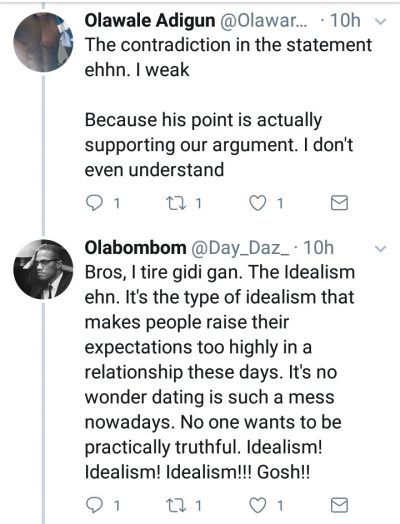 Olawale Adigun @Olawar... · 10h
The contradiction in the statement
ehhn. I weak
Because his point is actually
supporting our argument. I don't
even understand
1 1 1
Olabombom @Day_Daz_ · 10h
Bros, I tire gidi gan. The Idealism
ehn. It's the type of idealism that
makes people raise their
expectations too highly in a
relationship these days. It's no
wonder dating is such a mess
nowadays. No one wants to be
practically truthful. Idealism!
Idealism! Idealism!!! Gosh!!
1 1 1